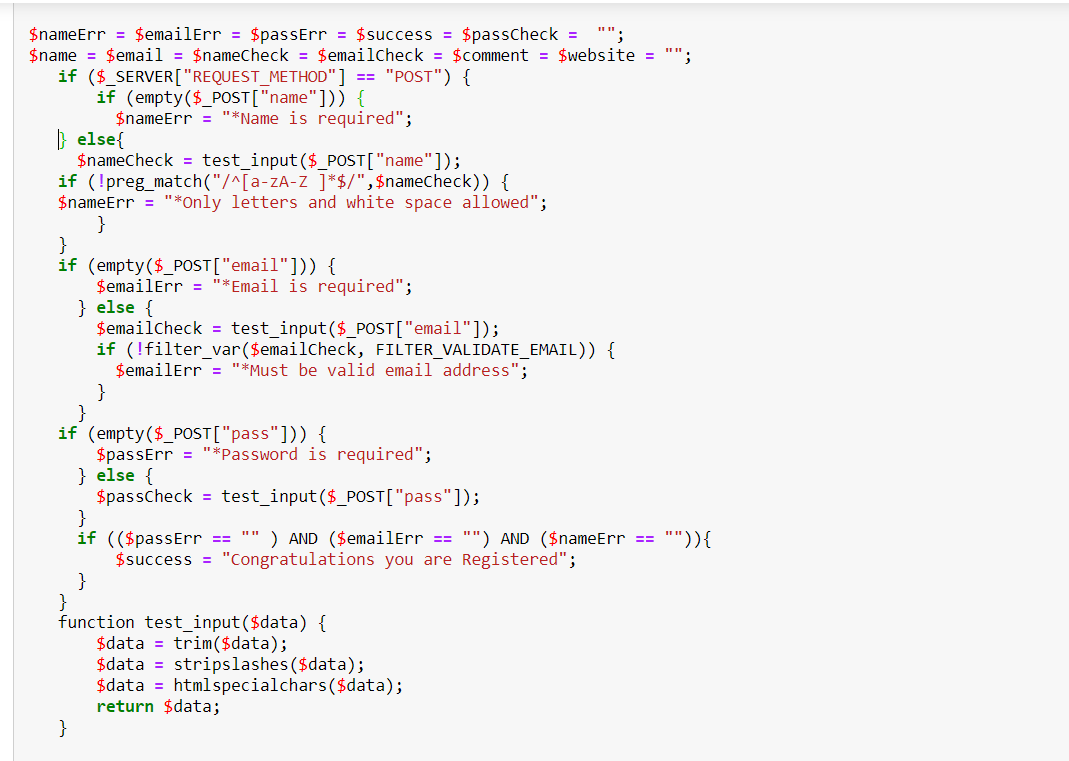 $nameErr = $emailErr = $passErr = $success = $passCheck =  "";
$name = $email = $nameCheck = $emailCheck = $comment = $website = "";
   if ($_SERVER["REQUEST_METHOD"] == "POST") {
       if (empty($_POST["name"])) {
         $nameErr = "*Name is required";
   } else{
     $nameCheck = test_input($_POST["name"]);
   if (!preg_match("/^[a-zA-Z ]*$/",$nameCheck)) {
   $nameErr = "*Only letters and white space allowed";
       }
   }
   if (empty($_POST["email"])) {
       $emailErr = "*Email is required";
     } else {
       $emailCheck = test_input($_POST["email"]);
       if (!filter_var($emailCheck, FILTER_VALIDATE_EMAIL)) {
         $emailErr = "*Must be valid email address";
       }
     }
   if (empty($_POST["pass"])) {
       $passErr = "*Password is required";
     } else {
       $passCheck = test_input($_POST["pass"]);
     }
     if (($passErr == "" ) AND ($emailErr == "") AND ($nameErr == "")){
         $success = "Congratulations you are Registered";
     }
   }
   function test_input($data) {
       $data = trim($data);
       $data = stripslashes($data);
       $data = htmlspecialchars($data);
       return $data;
   }